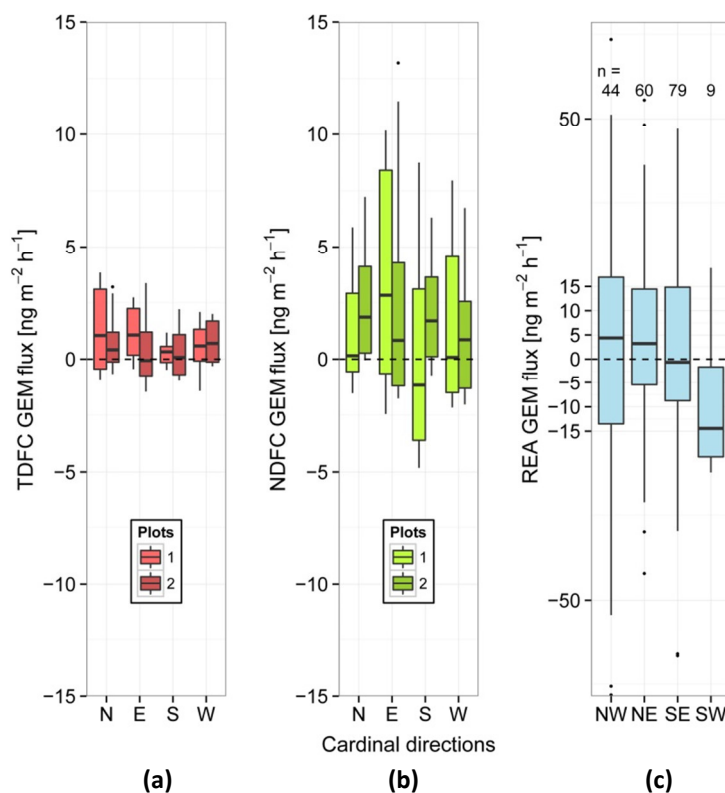 TDFC GEM flux [ng m⁻² h⁻¹]
15
10
5
0
−5
−10
−15
Plots
1
2
N E S W
(a)
NDFC GEM flux [ng m⁻² h⁻¹]
15
10
5
0
−5
−10
−15
Plots
1
2
N E S W
Cardinal directions
(b)
REA GEM flux [ng m⁻² h⁻¹]
n =
44 60 79 9
50
15
10
5
0
−5
−10
−15
−50
NW NE SE SW
(c)